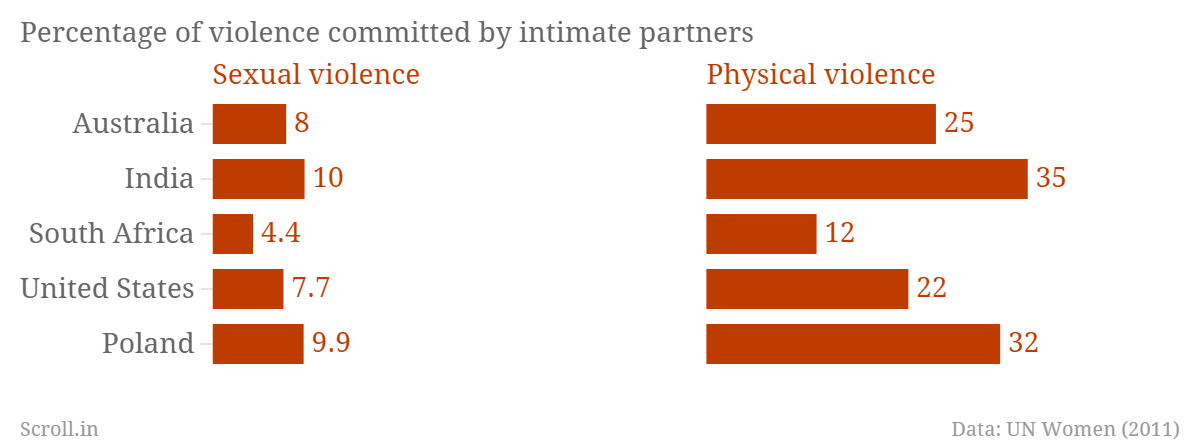 Percentage of violence committed by intimate partners
Sexual violence Physical violence
Australia 8 25
India 10 35
South Africa 4.4 12
United States 7.7 22
Poland 9.9 32
Scroll.in Data: UN Women (2011)